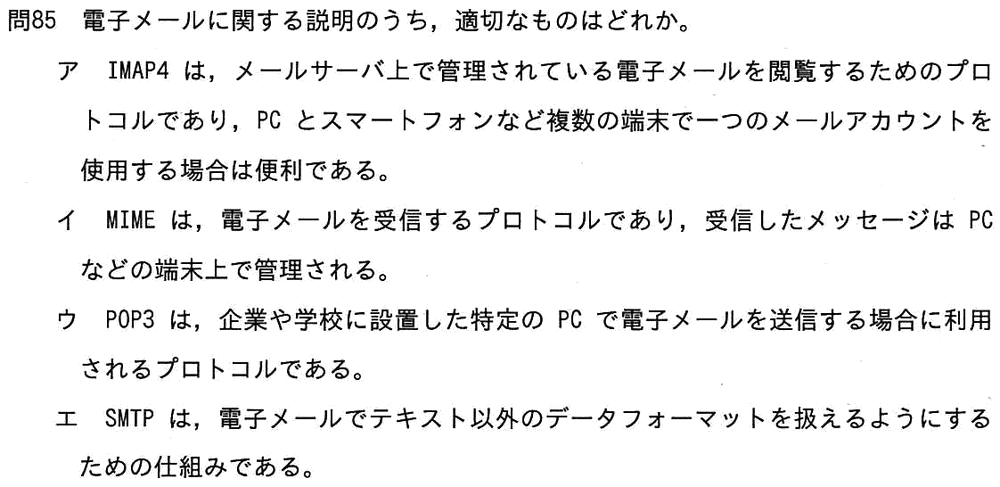 問85 電子メールに関する説明のうち，適切なものはどれか。
ア IMAP4 は，メールサーバ上で管理されている電子メールを閲覧するためのプロ
トコルであり，PC とスマートフォンなど複数の端末で一つのメールアカウントを
使用する場合は便利である。
イ MIME は，電子メールを受信するプロトコルであり，受信したメッセージは PC
などの端末上で管理される。
ウ POP3 は，企業や学校に設置した特定の PC で電子メールを送信する場合に利用
されるプロトコルである。
エ SMTP は，電子メールでテキスト以外のデータフォーマットを扱えるようにする
ための仕組みである。